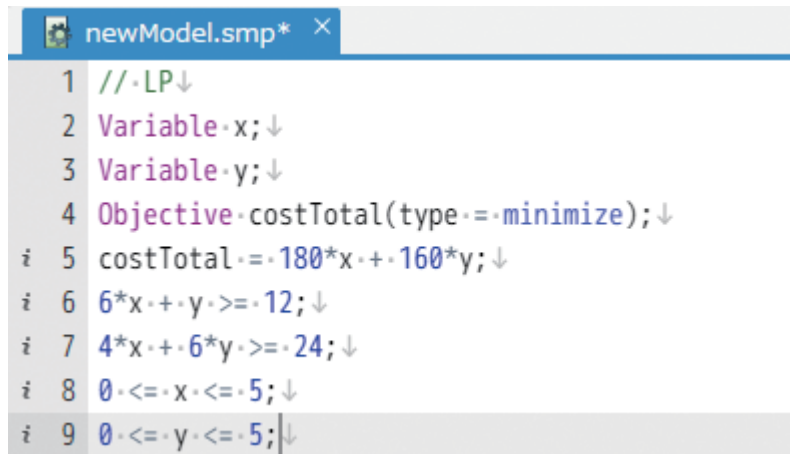 newModel.smp* ×
1 // LP↓
2 Variable x;↓
3 Variable y;↓
4 Objective costTotal(type = minimize);↓
i 5 costTotal = 180*x + 160*y;↓
i 6 6*x + y >= 12;↓
i 7 4*x + 6*y >= 24;↓
i 8 0 <= x <= 5;↓
i 9 0 <= y <= 5;↓